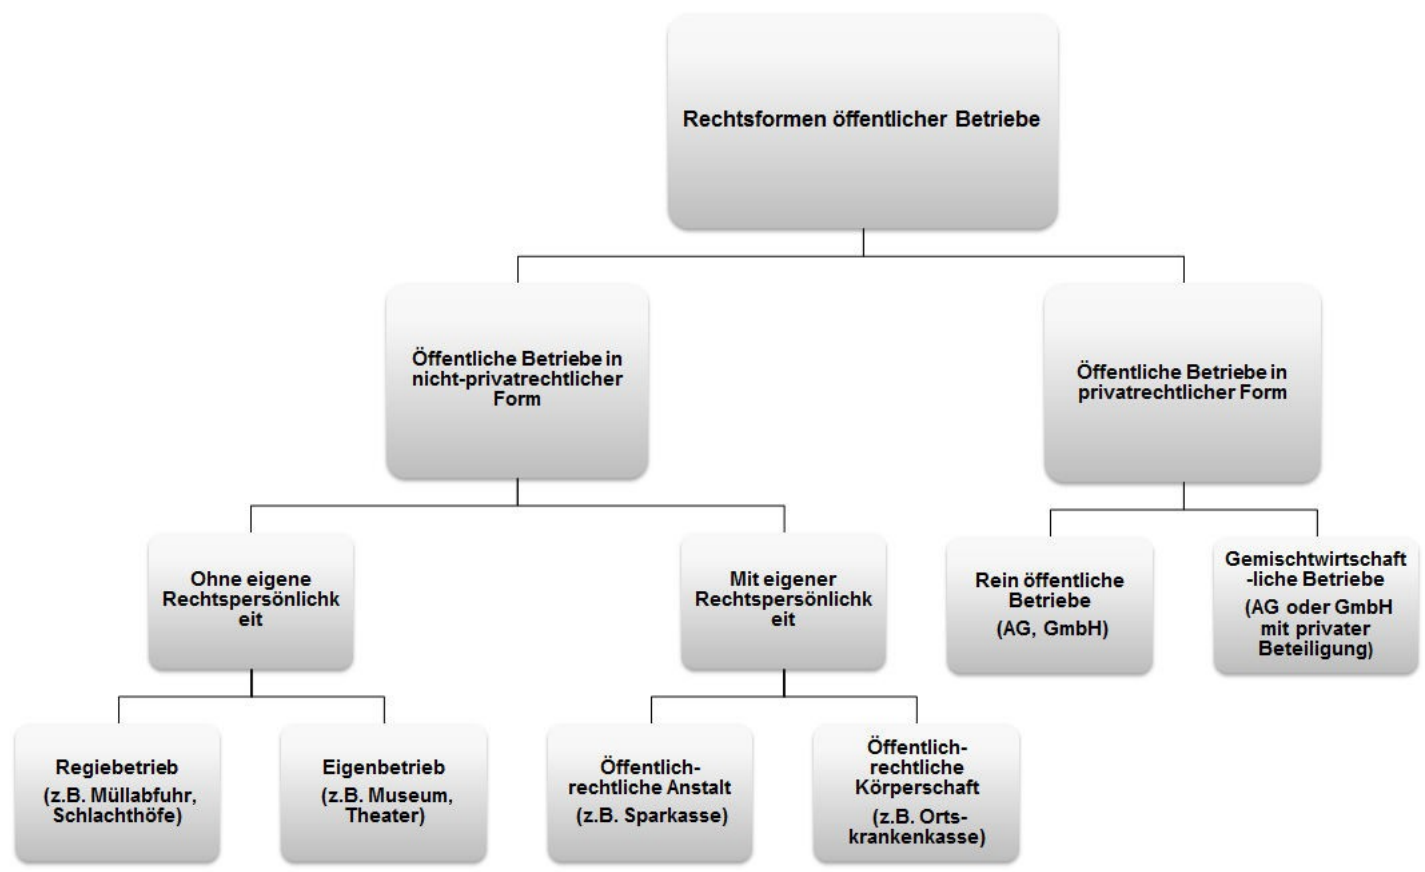 Rechtsformen öffentlicher Betriebe
Öffentliche Betriebe in
nicht-privatrechtlicher
Form
Öffentliche Betriebe in
privatrechtlicher Form
Ohne eigene
Rechtspersönlichk
eit
Mit eigener
Rechtspersönlichk
eit
Rein öffentliche
Betriebe
(AG, GmbH)
Gemischtwirtschaft
-liche Betriebe
(AG oder GmbH
mit privater
Beteiligung)
Regiebetrieb
(z.B. Müllabfuhr,
Schlachthöfe)
Eigenbetrieb
(z.B. Museum,
Theater)
Öffentlich-
rechtliche Anstalt
(z.B. Sparkasse)
Öffentlich-
rechtliche
Körperschaft
(z.B. Orts-
krankenkasse)